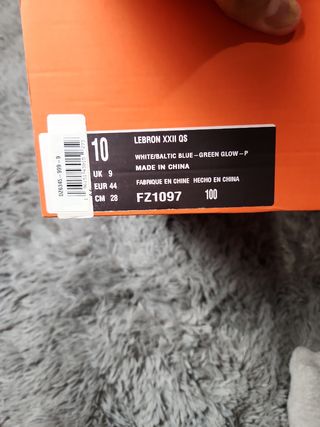 10
LEBRON XXII QS
WHITE/BALTIC BLUE–GREEN GLOW–P
MADE IN CHINA
UK 9
EUR 44
FABRIQUE EN CHINE HECHO EN CHINA
CM 28
FZ1097 100